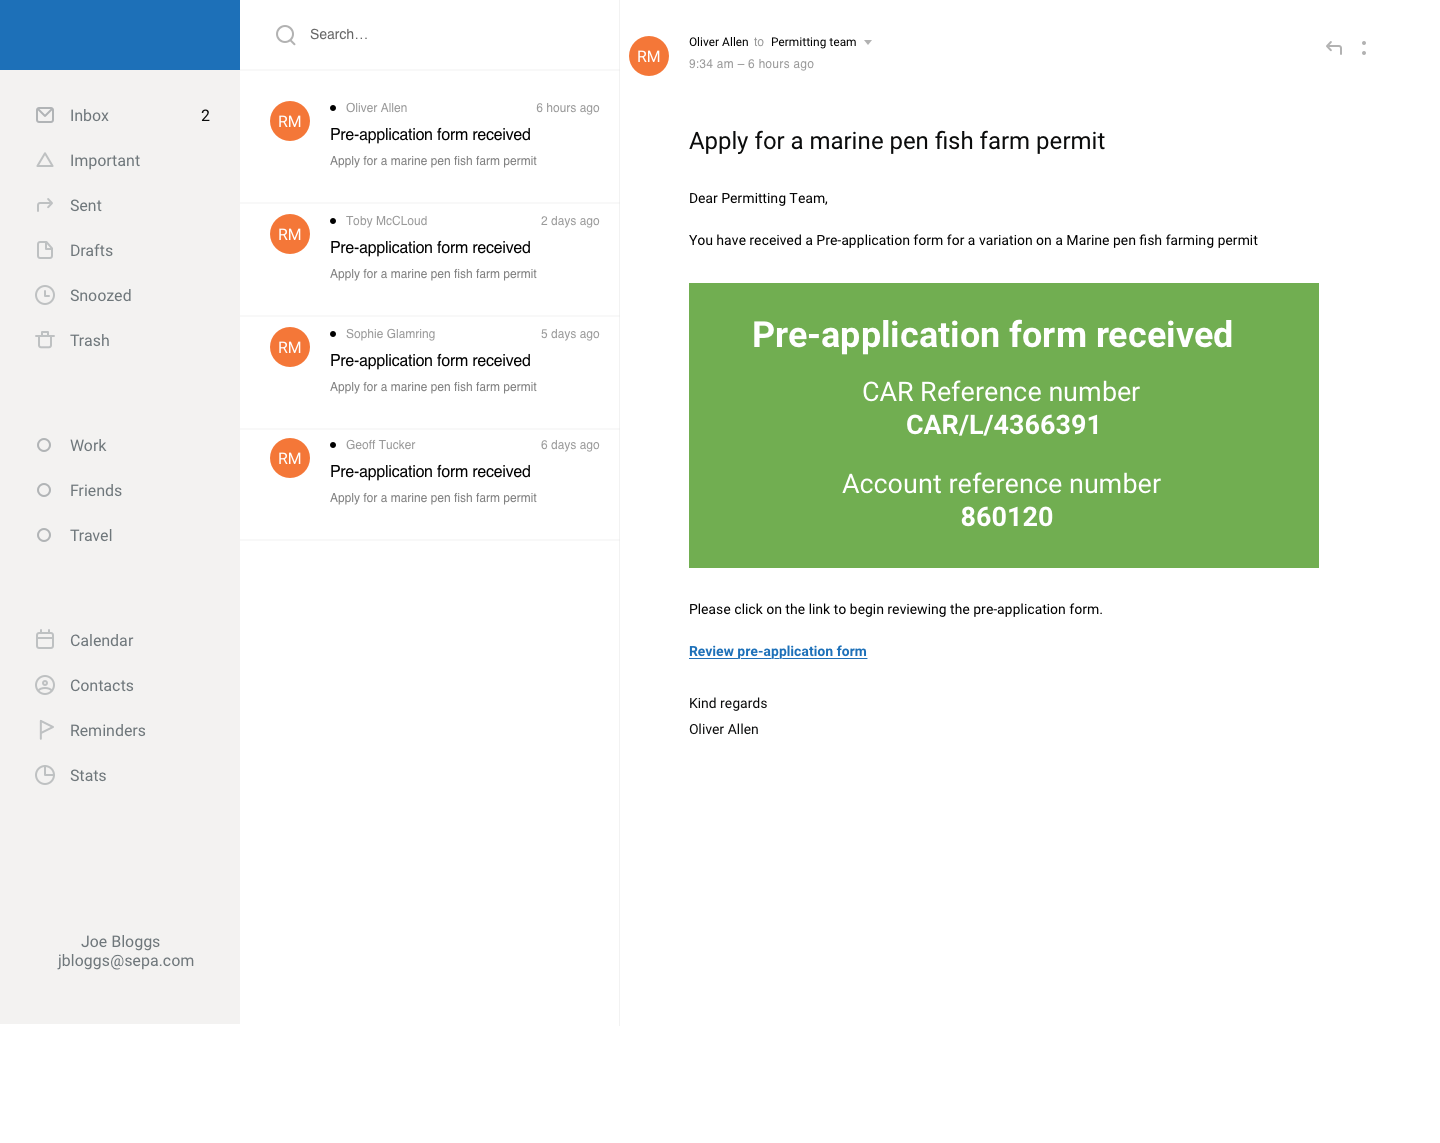 Inbox 2
Important
Sent
Drafts
Snoozed
Trash
Work
Friends
Travel
Calendar
Contacts
Reminders
Stats
Joe Bloggs
jbloggs@sepa.com
Search...
RM
Oliver Allen 6 hours ago
Pre-application form received
Apply for a marine pen fish farm permit
RM
Toby McCLoud 2 days ago
Pre-application form received
Apply for a marine pen fish farm permit
RM
Sophie Glamring 5 days ago
Pre-application form received
Apply for a marine pen fish farm permit
RM
Geoff Tucker 6 days ago
Pre-application form received
Apply for a marine pen fish farm permit
RM
Oliver Allen to Permitting team
9:34 am – 6 hours ago
Apply for a marine pen fish farm permit
Dear Permitting Team,
You have received a Pre-application form for a variation on a Marine pen fish farming permit
Pre-application form received
CAR Reference number
CAR/L/4366391
Account reference number
860120
Please click on the link to begin reviewing the pre-application form.
Review pre-application form
Kind regards
Oliver Allen